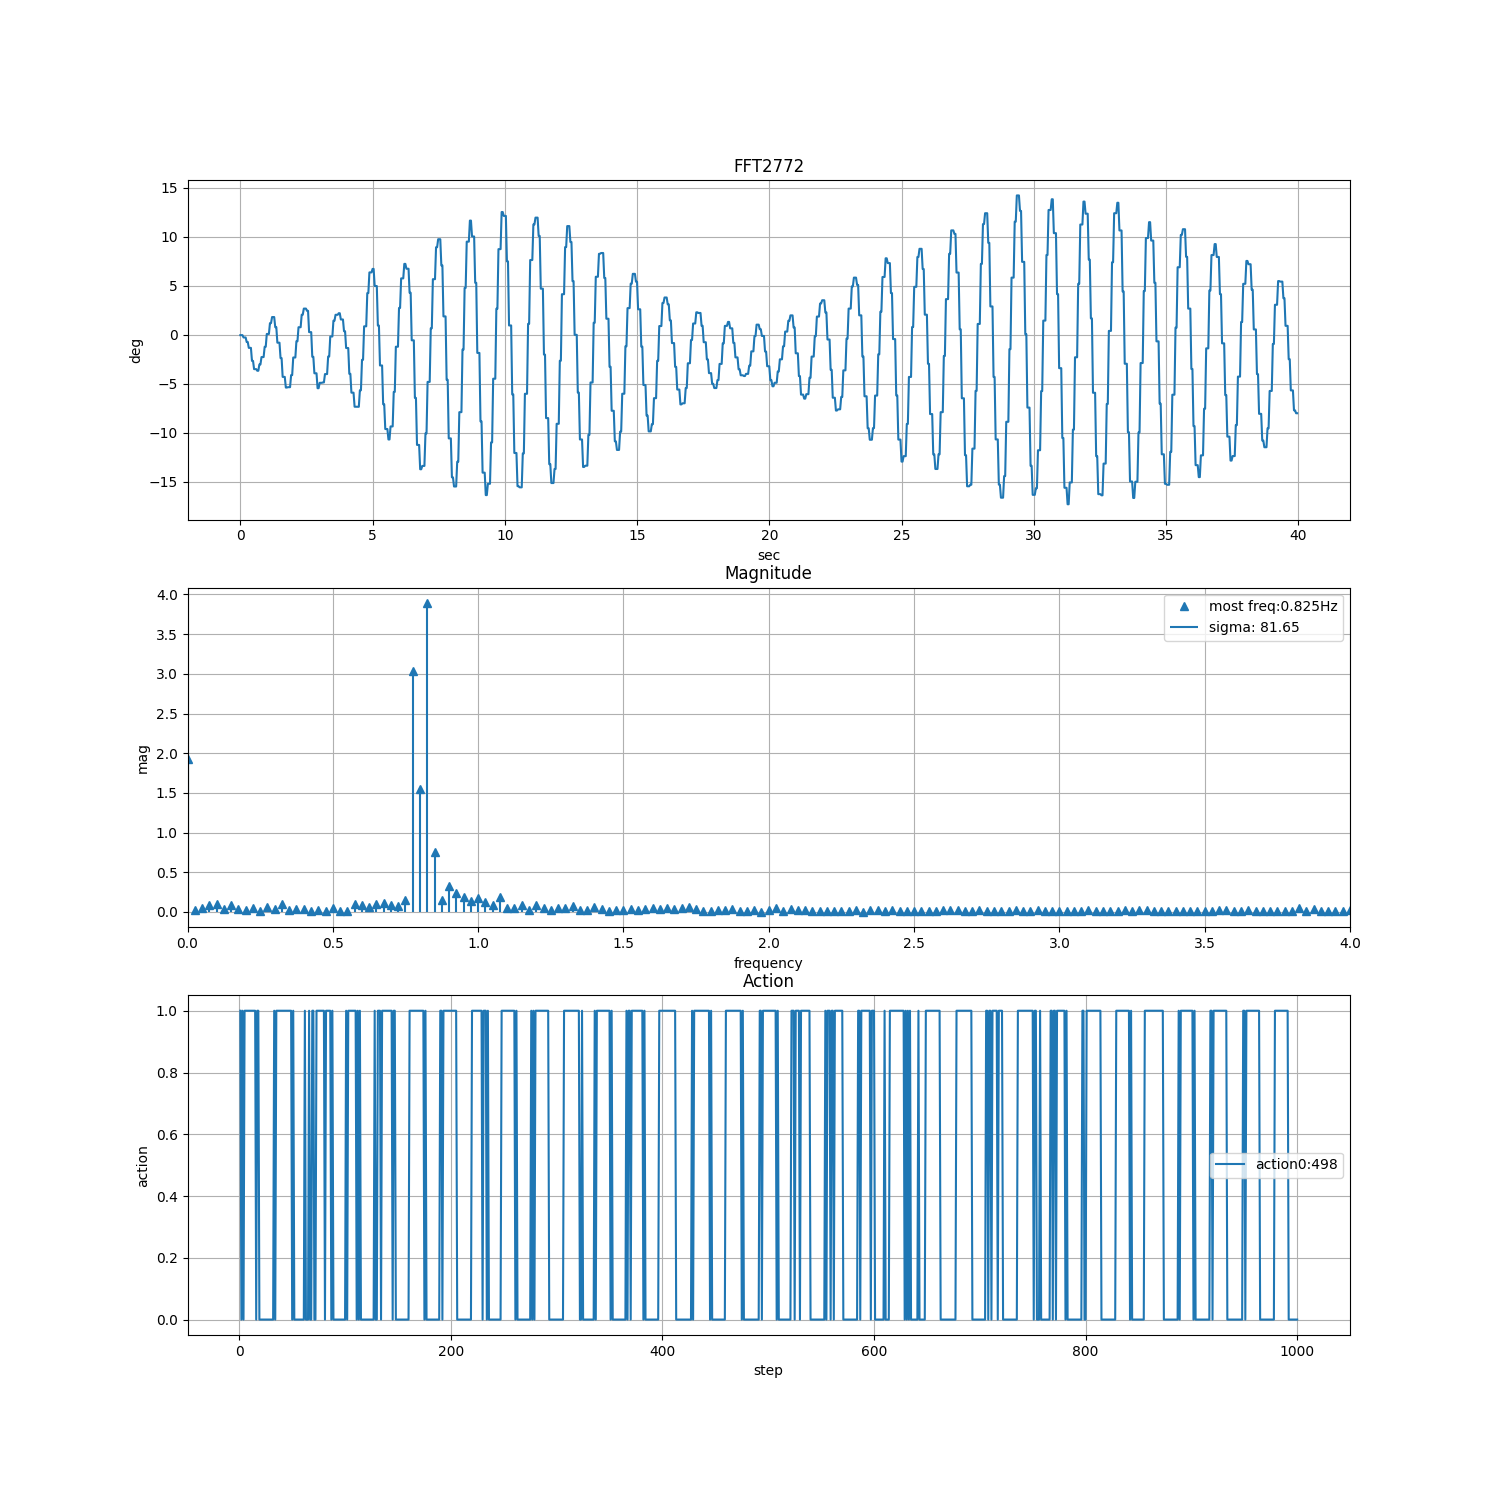 FFT2772
15
10
5
0
−5
−10
−15
deg
0 5 10 15 20 25 30 35 40
sec
Magnitude
4.0
3.5
3.0
2.5
2.0
1.5
1.0
0.5
0.0
mag
most freq:0.825Hz
sigma: 81.65
0.0 0.5 1.0 1.5 2.0 2.5 3.0 3.5 4.0
frequency
Action
1.0
0.8
0.6
0.4
0.2
0.0
action
action0:498
0 200 400 600 800 1000
step